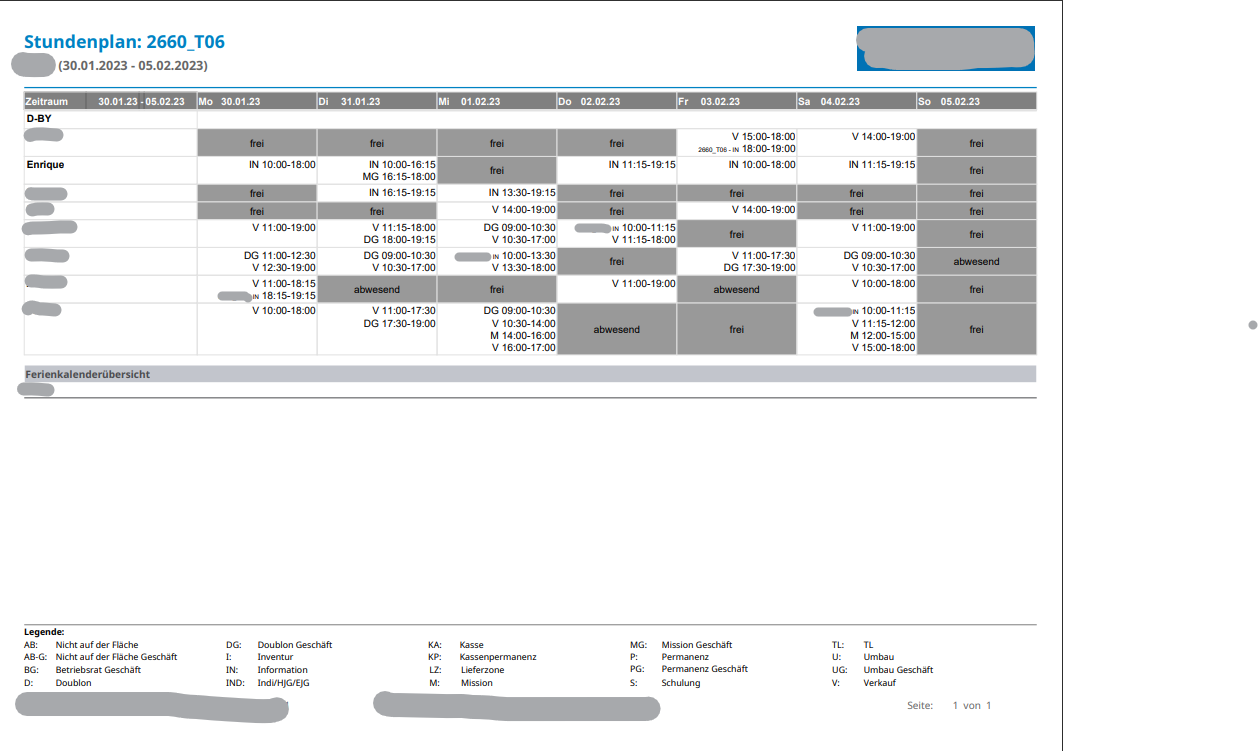 Stundenplan: 2660_T06
(30.01.2023 - 05.02.2023)
Zeitraum 30.01.23 - 05.02.23 Mo 30.01.23 Di 31.01.23 Mi 01.02.23 Do 02.02.23 Fr 03.02.23 Sa 04.02.23 So 05.02.23
D-BY
frei frei frei frei V 15:00-18:00 V 14:00-19:00 frei
2660_T06 - IN 18:00-19:00
Enrique IN 10:00-18:00 IN 10:00-16:15 frei IN 11:15-19:15 IN 10:00-18:00 IN 11:15-19:15 frei
MG 16:15-18:00
frei IN 16:15-19:15 IN 13:30-19:15 frei frei frei frei
frei frei V 14:00-19:00 frei V 14:00-19:00 frei frei
V 11:00-19:00 V 11:15-18:00 DG 09:00-10:30 IN 10:00-11:15 frei V 11:00-19:00 frei
DG 18:00-19:15 V 10:30-17:00 V 11:15-18:00
DG 11:00-12:30 DG 09:00-10:30 IN 10:00-13:30 frei V 11:00-17:30 DG 09:00-10:30 abwesend
V 12:30-19:00 V 10:30-17:00 V 13:30-18:00 DG 17:30-19:00 V 10:30-17:00
V 11:00-18:15 abwesend frei V 11:00-19:00 abwesend V 10:00-18:00 frei
IN 18:15-19:15
V 10:00-18:00 V 11:00-17:30 DG 09:00-10:30 abwesend frei IN 10:00-11:15 frei
DG 17:30-19:00 V 10:30-14:00 V 11:15-12:00
M 14:00-16:00 M 12:00-15:00
V 16:00-17:00 V 15:00-18:00
Ferienkalenderübersicht
Legende:
AB: Nicht auf der Fläche DG: Doublon Geschäft KA: Kasse MG: Mission Geschäft TL: TL
AB-G: Nicht auf der Fläche Geschäft I: Inventur KP: Kassenpermanenz P: Permanenz U: Umbau
BG: Betriebsrat Geschäft IN: Information LZ: Lieferzone PG: Permanenz Geschäft UG: Umbau Geschäft
D: Doublon IND: Indi/HJG/EJG M: Mission S: Schulung V: Verkauf
Seite: 1 von 1